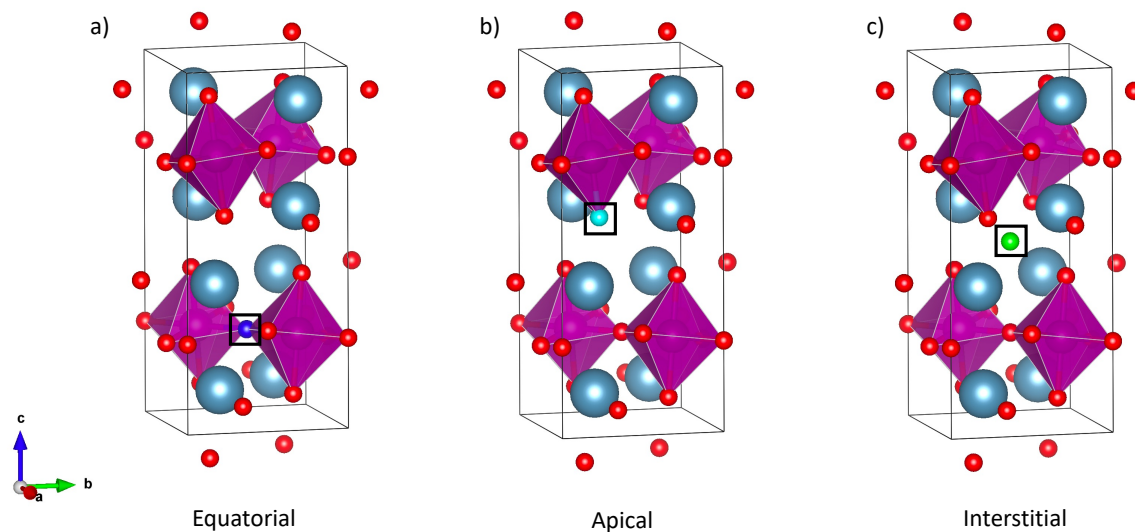 a)
b)
c)
c
b
a
Equatorial
Apical
Interstitial